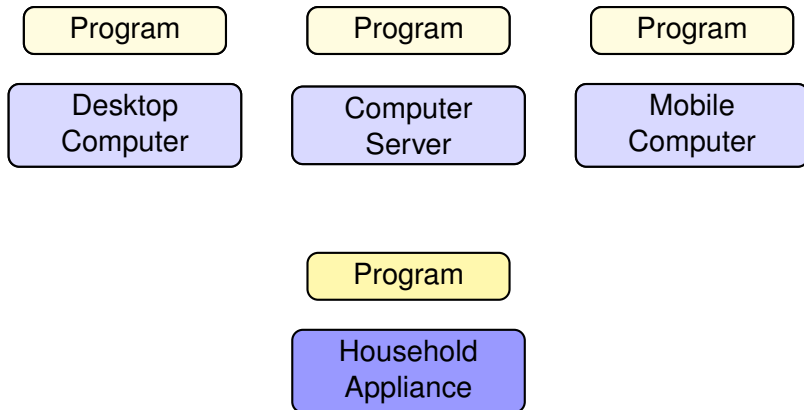 Program
Program
Program
Desktop
Computer
Computer
Server
Mobile
Computer
Program
Household
Appliance